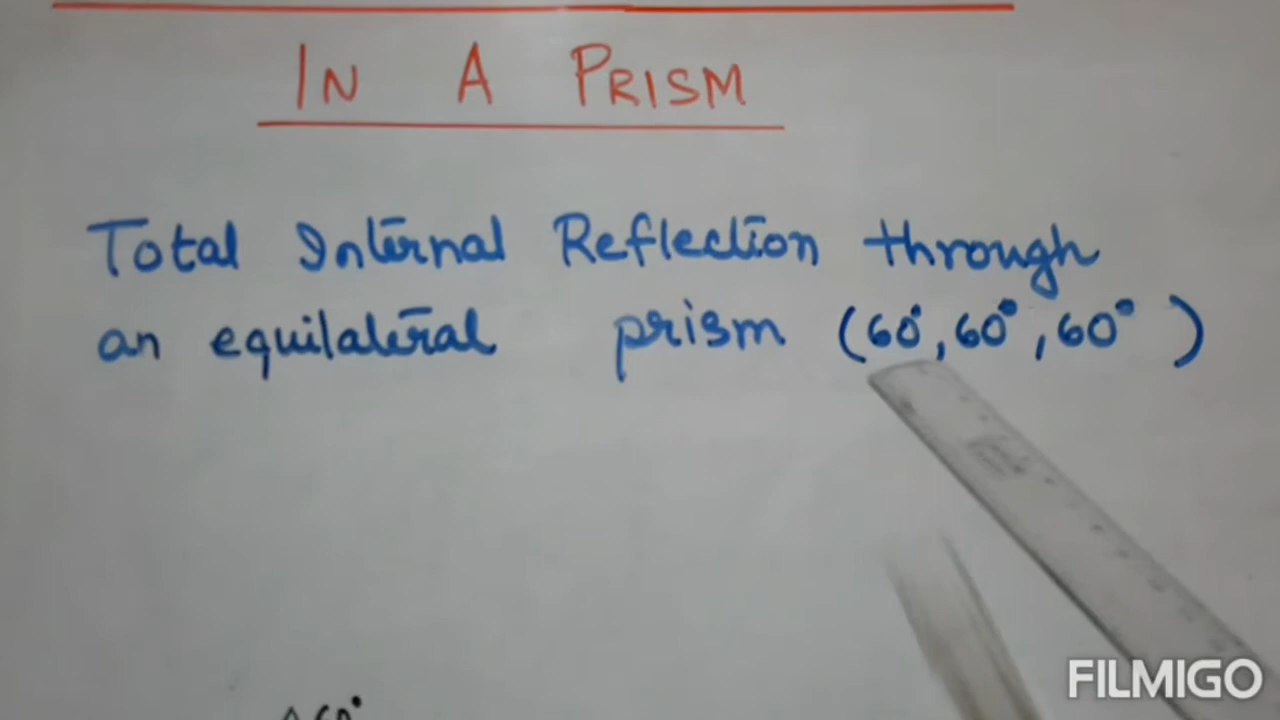 IN A PRISM
Total Internal Reflection through
an equilateral prism (60°, 60°, 60°)
FILMIGO